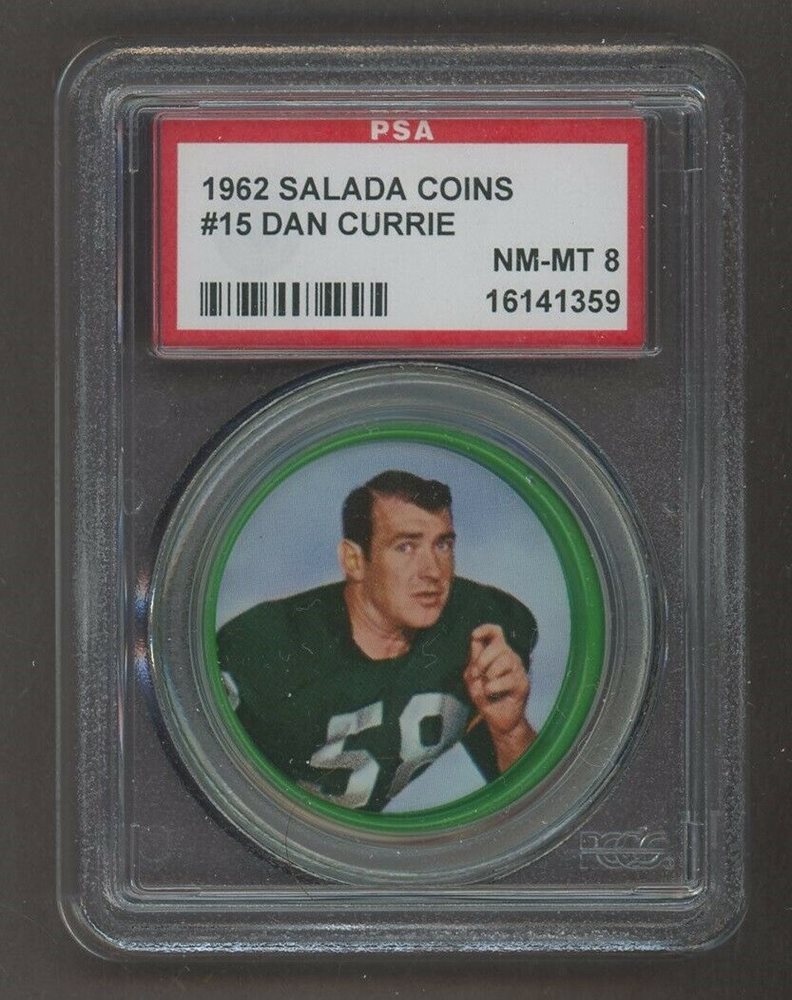 PSA
1962 SALADA COINS
#15 DAN CURRIE
NM-MT 8
16141359
58
PCGS